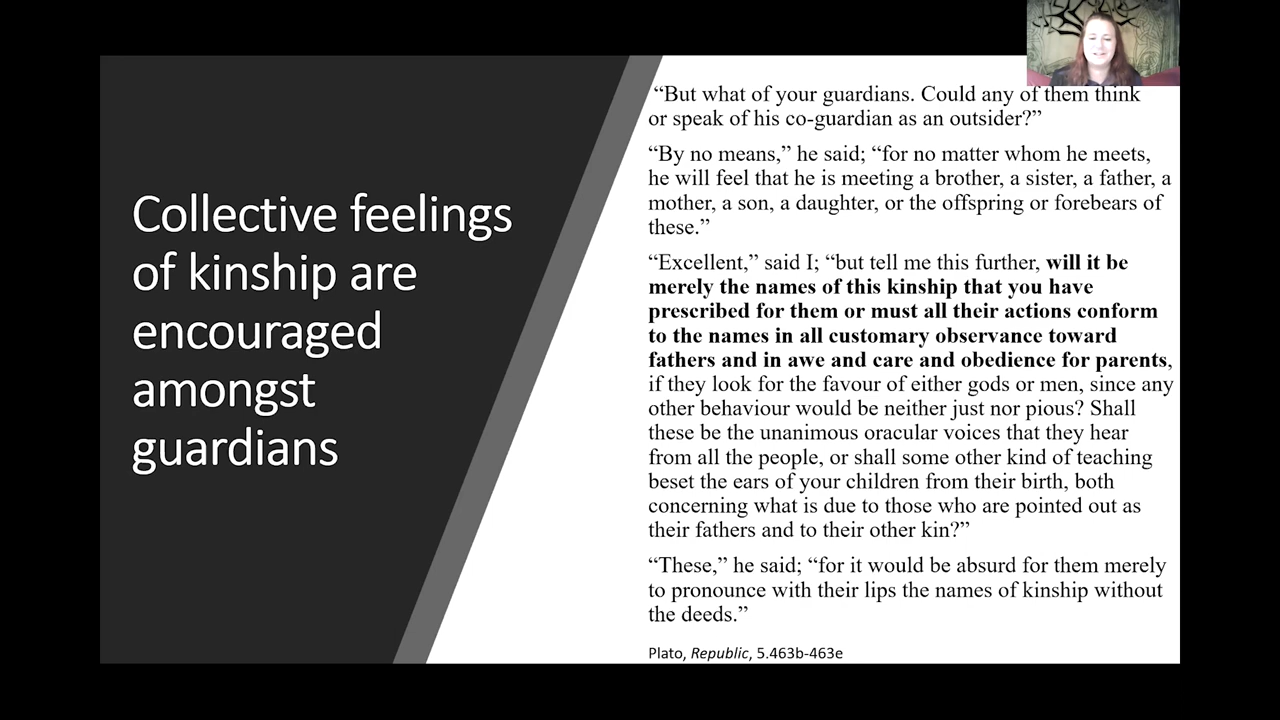 Collective feelings
of kinship are
encouraged
amongst
guardians
“But what of your guardians. Could any of them think
or speak of his co-guardian as an outsider?”
“By no means,” he said; “for no matter whom he meets,
he will feel that he is meeting a brother, a sister, a father, a
mother, a son, a daughter, or the offspring or forebears of
these.”
“Excellent,” said I; “but tell me this further, will it be
merely the names of this kinship that you have
prescribed for them or must all their actions conform
to the names in all customary observance toward
fathers and in awe and care and obedience for parents,
if they look for the favour of either gods or men, since any
other behaviour would be neither just nor pious? Shall
these be the unanimous oracular voices that they hear
from all the people, or shall some other kind of teaching
beset the ears of your children from their birth, both
concerning what is due to those who are pointed out as
their fathers and to their other kin?”
“These,” he said; “for it would be absurd for them merely
to pronounce with their lips the names of kinship without
the deeds.”
Plato, Republic, 5.463b-463e